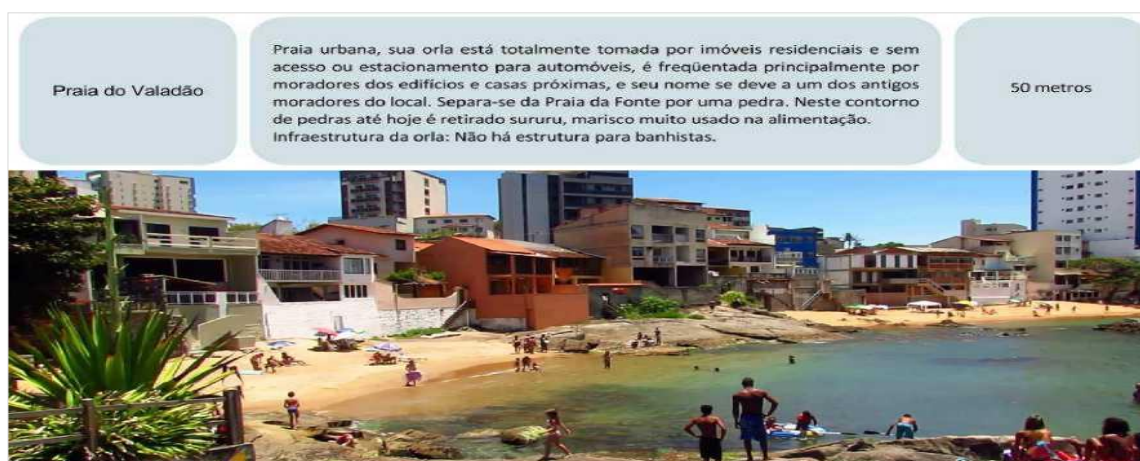 Praia do Valadão
Praia urbana, sua orla está totalmente tomada por imóveis residenciais e sem
acesso ou estacionamento para automóveis, é freqüentada principalmente por
moradores dos edifícios e casas próximas, e seu nome se deve a um dos antigos
moradores do local. Separa-se da Praia da Fonte por uma pedra. Neste contorno
de pedras até hoje é retirado sururu, marisco muito usado na alimentação.
Infraestrutura da orla: Não há estrutura para banhistas.
50 metros